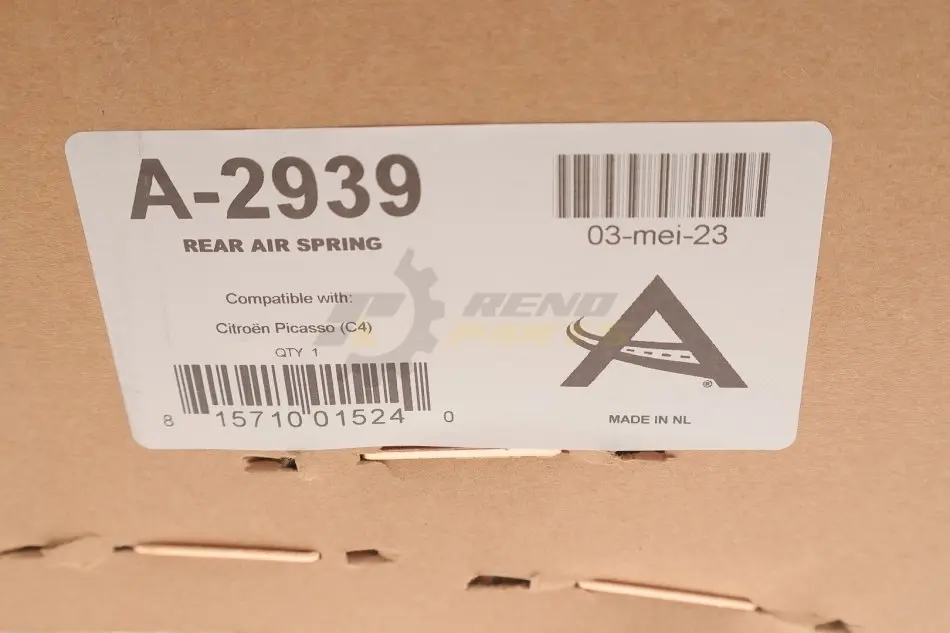 A-2939
REAR AIR SPRING
Compatible with:
Citroën Picasso (C4)
QTY 1
8 15710 01524 0
03-mei-23
RENO
PARTS
A
®
MADE IN NL